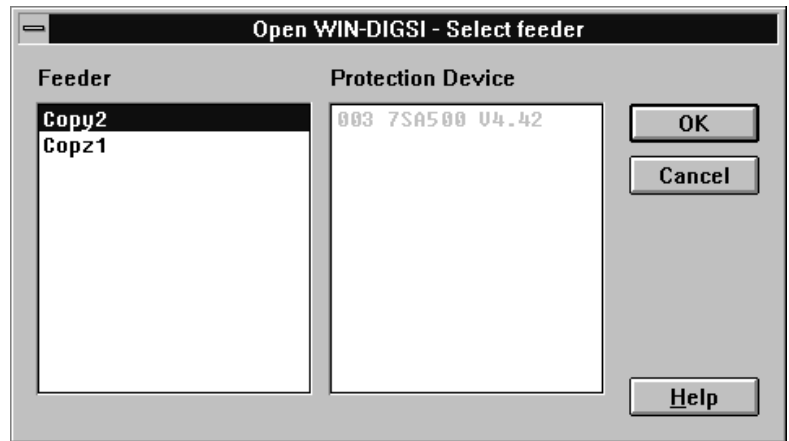 Open WIN-DIGSI - Select feeder
Feeder
Protection Device
Copy2
Copz1
003 7SA500 V4.42
OK
Cancel
Help